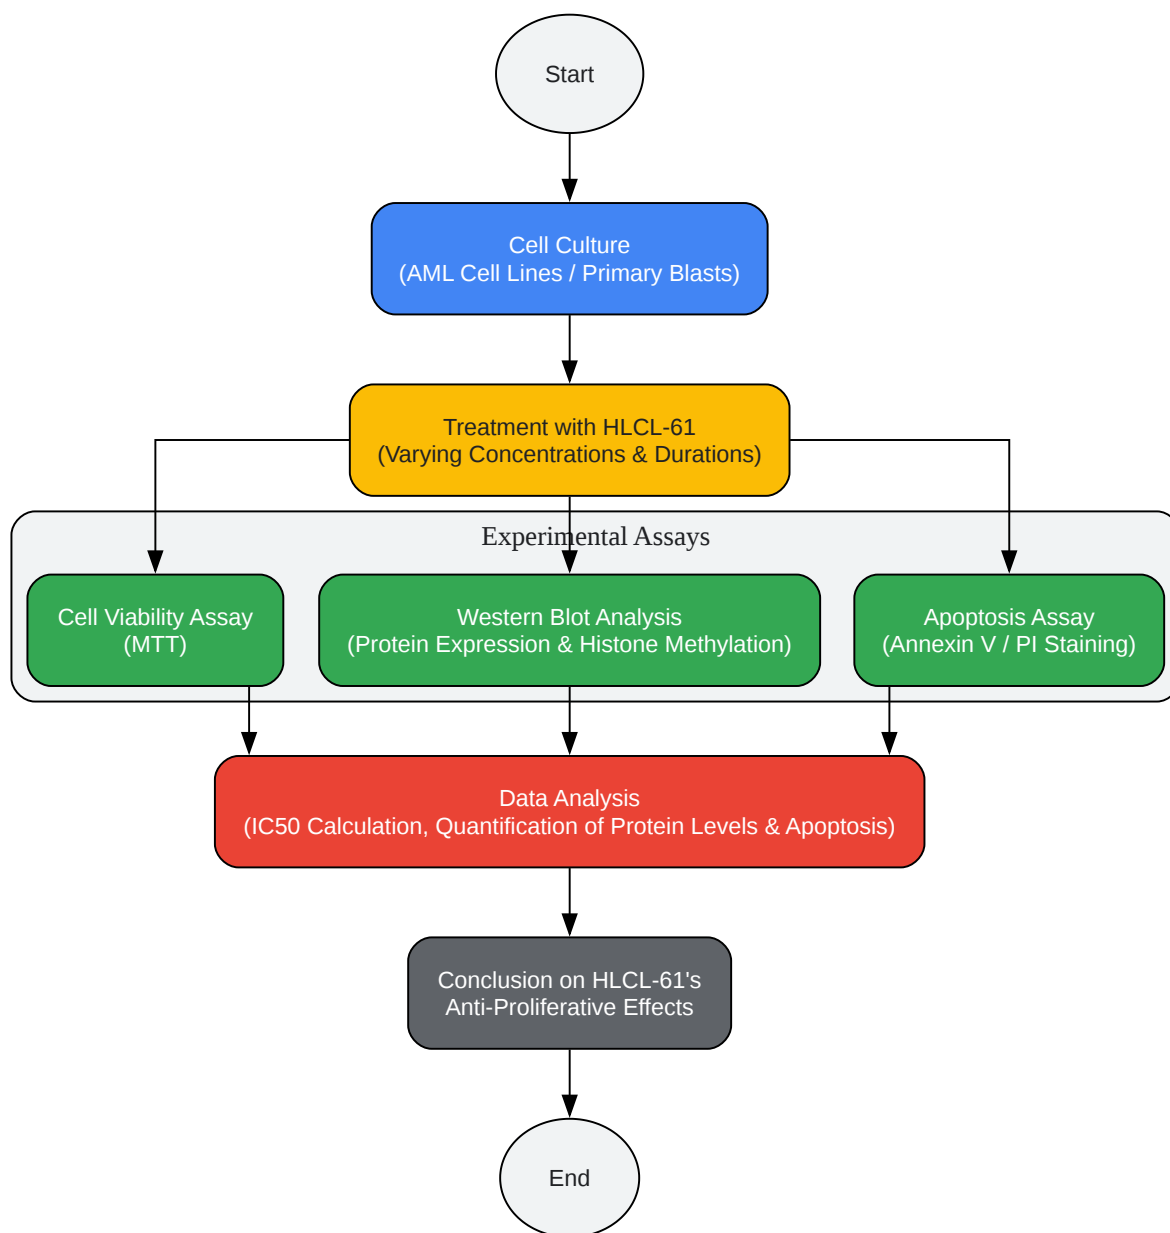 Start
Cell Culture
(AML Cell Lines / Primary Blasts)
Treatment with HLCL-61
(Varying Concentrations & Durations)
Experimental Assays
Cell Viability Assay
(MTT)
Western Blot Analysis
(Protein Expression & Histone Methylation)
Apoptosis Assay
(Annexin V / PI Staining)
Data Analysis
(IC50 Calculation, Quantification of Protein Levels & Apoptosis)
Conclusion on HLCL-61's
Anti-Proliferative Effects
End